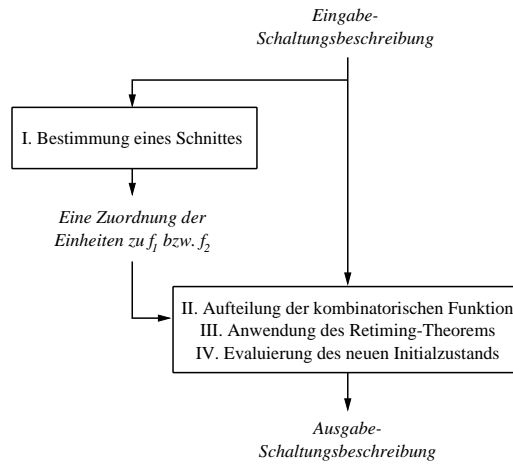 Eingabe-
Schaltungsbeschreibung
I. Bestimmung eines Schnittes
Eine Zuordnung der
Einheiten zu f1 bzw. f2
II. Aufteilung der kombinatorischen Funktion
III. Anwendung des Retiming-Theorems
IV. Evaluierung des neuen Initialzustands
Ausgabe-
Schaltungsbeschreibung